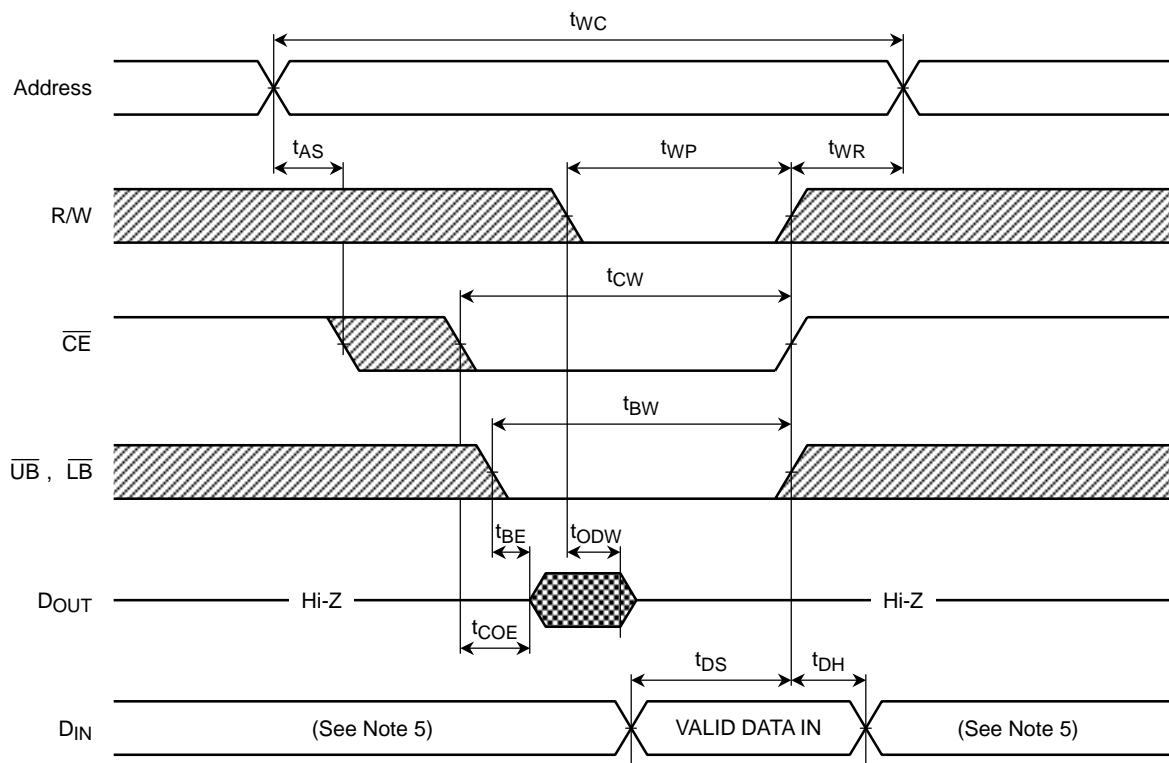 tWC
Address
tAS
tWP
tWR
R/W
tCW
CE
tBW
UB , LB
tBE
tODW
DOUT
Hi-Z
Hi-Z
tCOE
tDS
tDH
DIN
(See Note 5)
VALID DATA IN
(See Note 5)